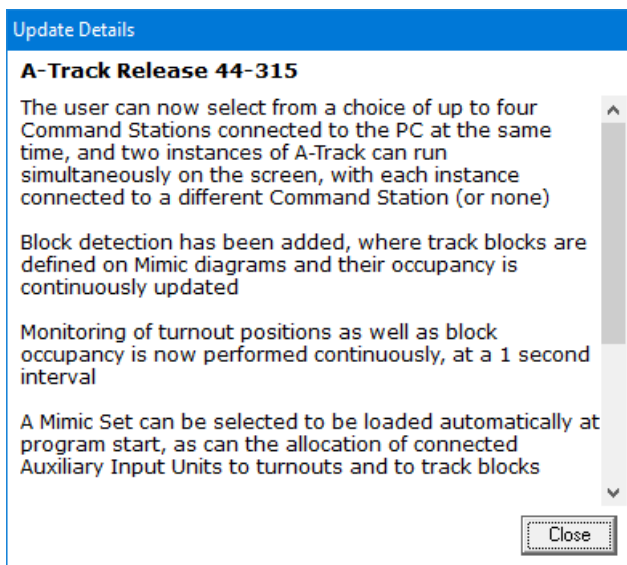 Update Details
A-Track Release 44-315
The user can now select from a choice of up to four
Command Stations connected to the PC at the same
time, and two instances of A-Track can run
simultaneously on the screen, with each instance
connected to a different Command Station (or none)
Block detection has been added, where track blocks are
defined on Mimic diagrams and their occupancy is
continuously updated
Monitoring of turnout positions as well as block
occupancy is now performed continuously, at a 1 second
interval
A Mimic Set can be selected to be loaded automatically at
program start, as can the allocation of connected
Auxiliary Input Units to turnouts and to track blocks
Close